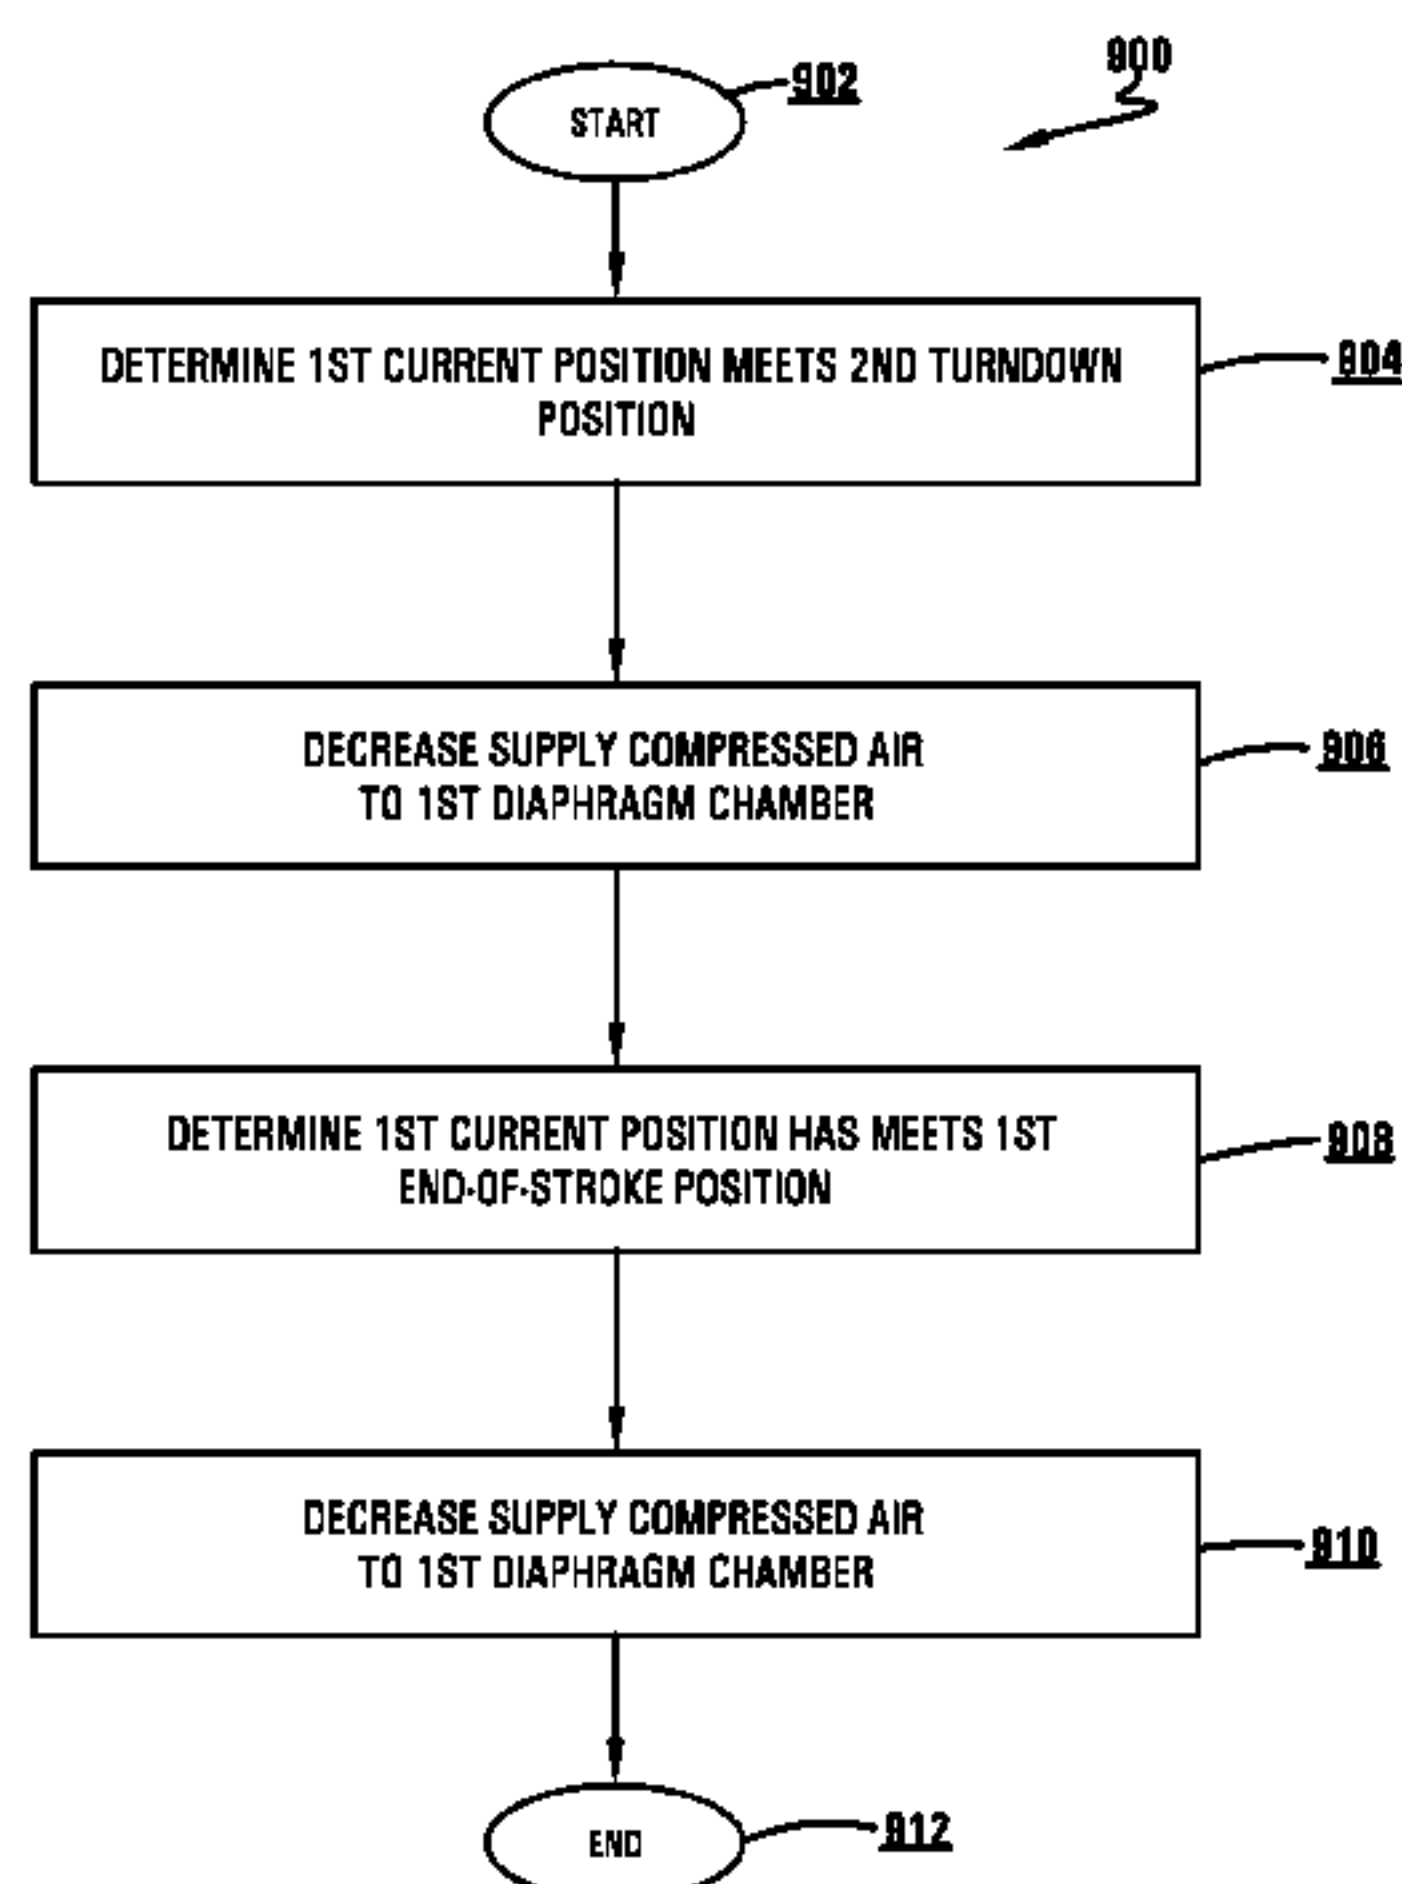 900
START 902
DETERMINE 1ST CURRENT POSITION MEETS 2ND TURNDOWN
POSITION
904
DECREASE SUPPLY COMPRESSED AIR
TO 1ST DIAPHRAGM CHAMBER
906
DETERMINE 1ST CURRENT POSITION HAS MEETS 1ST
END-OF-STROKE POSITION
908
DECREASE SUPPLY COMPRESSED AIR
TO 1ST DIAPHRAGM CHAMBER
910
END 912